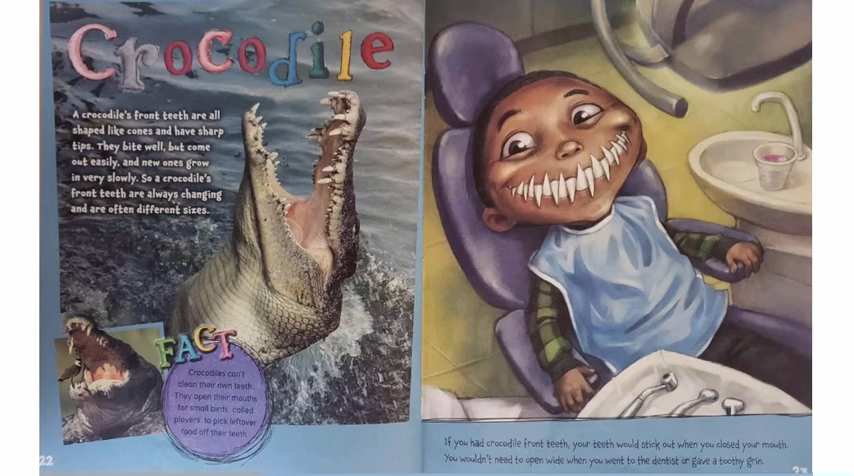 Crocodile
A crocodile's front teeth are all
shaped like cones and have sharp
tips. They bite well, but come
out easily, and new ones grow
in very slowly. So a crocodile's
front teeth are always changing
and are often different sizes.
FACT
Crocodiles can't
clean their own teeth.
They open their mouths
for small birds, called
plovers, to pick leftover
food off their teeth.
22
If you had crocodile front teeth, your teeth would stick out when you closed your mouth.
You wouldn't need to open wide when you went to the dentist or gave a toothy grin.
23